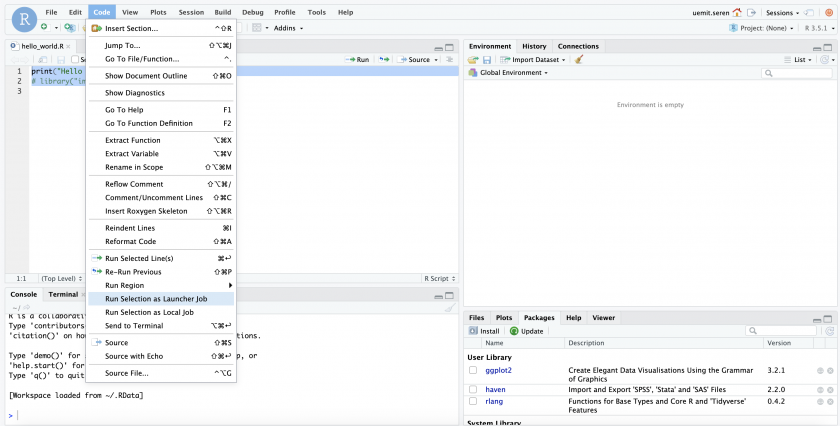 R
File Edit Code View Plots Session Build Debug Profile Tools Help
uemit.seren
Sessions
Addins
Project: (None)
R 3.5.1
hello_world.R
Run
Source
1 print("Hello
2 # library("in
3
1:1 (Top Level)
R Script
Insert Section... ⌃⇧R
Jump To... ⇧⌥⌘J
Go To File/Function... ⌃.
Show Document Outline ⇧⌘O
Show Diagnostics
Go To Help F1
Go To Function Definition F2
Extract Function ⌥⌘X
Extract Variable ⌥⌘V
Rename in Scope ⇧⌥⌘M
Reflow Comment ⇧⌥⌘/
Comment/Uncomment Lines ⇧⌘C
Insert Roxygen Skeleton ⇧⌥⌘R
Reindent Lines ⌘I
Reformat Code ⇧⌘A
Run Selected Line(s) ⌘↩
Re-Run Previous ⇧⌘P
Run Region
Run Selection as Launcher Job
Run Selection as Local Job
Send to Terminal ⌥⌘↩
Source ⇧⌘S
Source with Echo ⇧⌘↩
Source File... ⌃⌥G
Console Terminal
~/
R is a collaborati
Type 'contributors
'citation()' on ho
tions.
Type 'demo()' for
p, or
'help.start()' for
Type 'q()' to quit
[Workspace loaded from ~/.RData]
>
Environment History Connections
Import Dataset
List
Global Environment
Environment is empty
Files Plots Packages Help Viewer
Install Update
Name Description Version
User Library
ggplot2 Create Elegant Data Visualisations Using the Grammar of Graphics 3.2.1
haven Import and Export 'SPSS', 'Stata' and 'SAS' Files 2.2.0
rlang Functions for Base Types and Core R and 'Tidyverse' Features 0.4.2
System Library